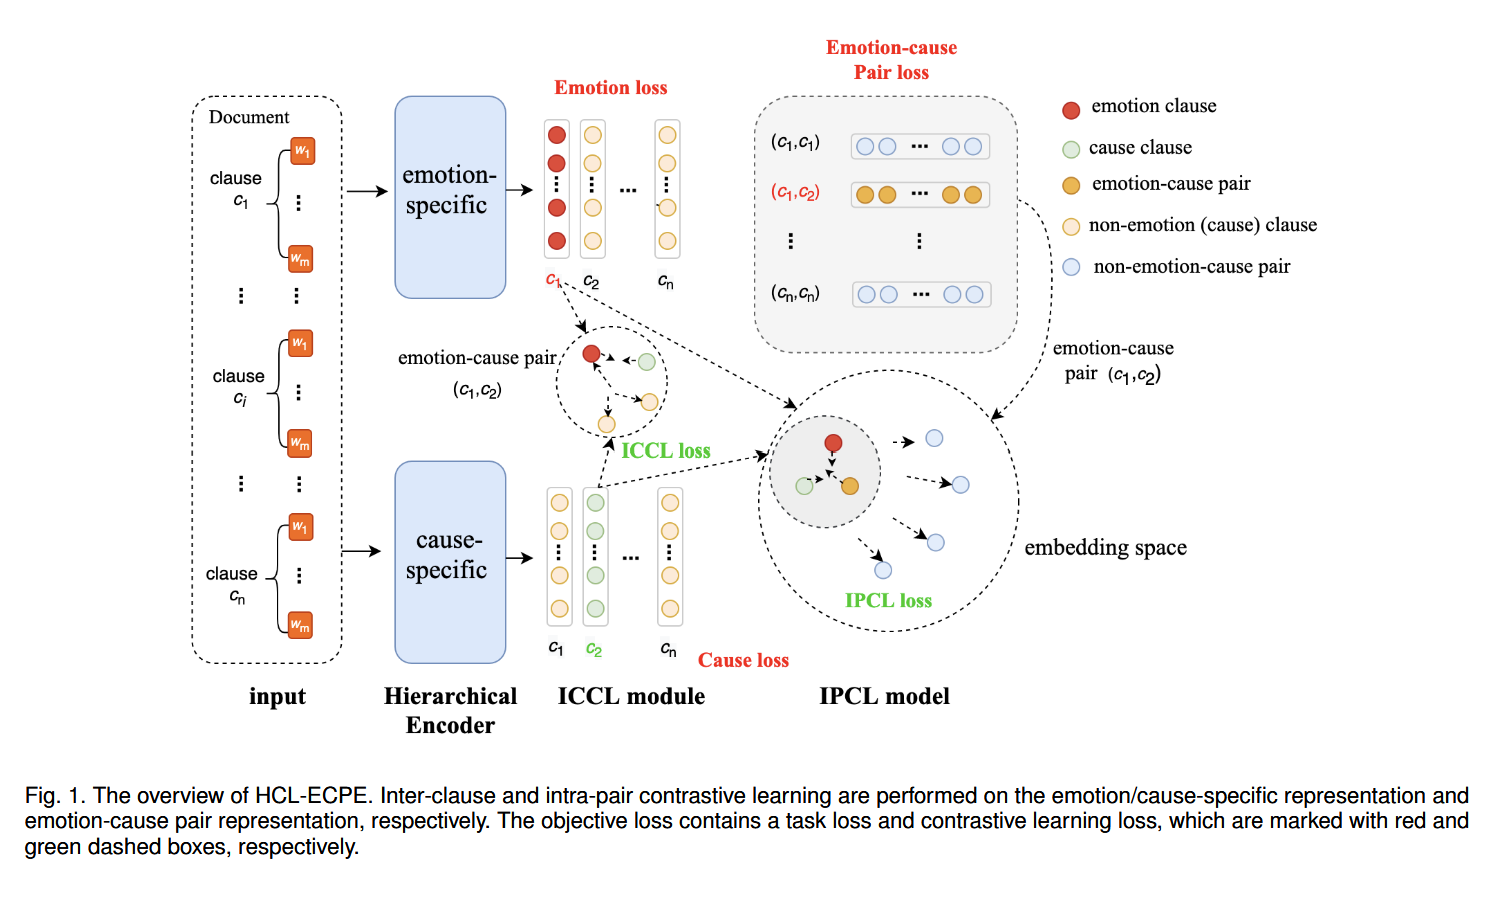 Document
clause
c1
w1
wm
clause
ci
w1
wm
clause
cn
w1
wm
input
emotion-
specific
cause-
specific
Hierarchical
Encoder
Emotion loss
c1
c2
...
cn
emotion-cause pair
(c1,c2)
ICCL loss
c1
c2
...
cn
Cause loss
ICCL module
Emotion-cause
Pair loss
(c1,c1)
...
(c1,c2)
...
(cn,cn)
...
emotion clause
cause clause
emotion-cause pair
non-emotion (cause) clause
non-emotion-cause pair
emotion-cause
pair (c1,c2)
embedding space
IPCL loss
IPCL model
Fig. 1. The overview of HCL-ECPE. Inter-clause and intra-pair contrastive learning are performed on the emotion/cause-specific representation and
emotion-cause pair representation, respectively. The objective loss contains a task loss and contrastive learning loss, which are marked with red and
green dashed boxes, respectively.